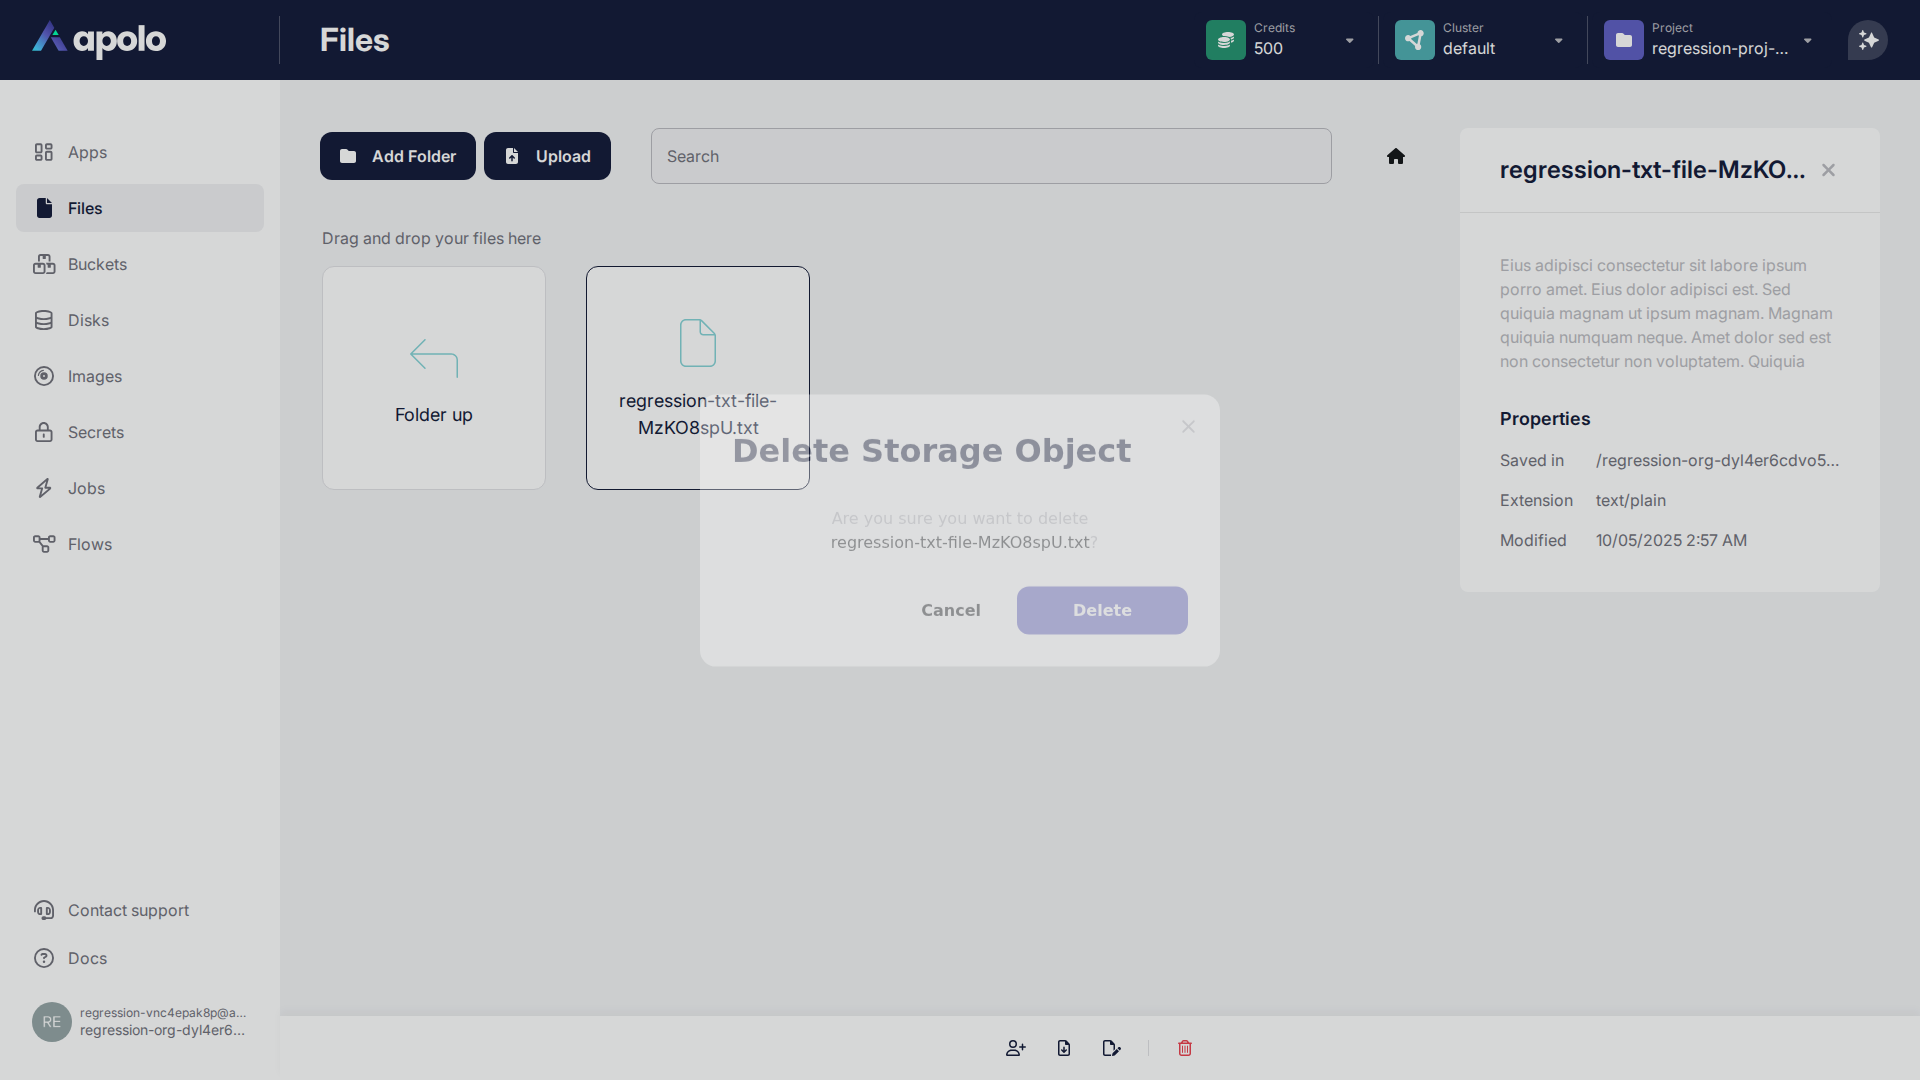 apolo
Files
Credits
500
Cluster
default
Project
regression-proj-...
Apps
Files
Buckets
Disks
Images
Secrets
Jobs
Flows
Contact support
Docs
RE
regression-vnc4epak8p@a...
regression-org-dyl4er6...
Add Folder
Upload
Search
Drag and drop your files here
Folder up
regression-txt-file-
MzKO8spU.txt
Delete Storage Object
Are you sure you want to delete
regression-txt-file-MzKO8spU.txt?
Cancel
Delete
regression-txt-file-MzKO...
Eius adipisci consectetur sit labore ipsum
porro amet. Eius dolor adipisci est. Sed
quiquia magnam ut ipsum magnam. Magnam
quiquia numquam neque. Amet dolor sed est
non consectetur non voluptatem. Quiquia
Properties
Saved in /regression-org-dyl4er6cdvo5...
Extension text/plain
Modified 10/05/2025 2:57 AM